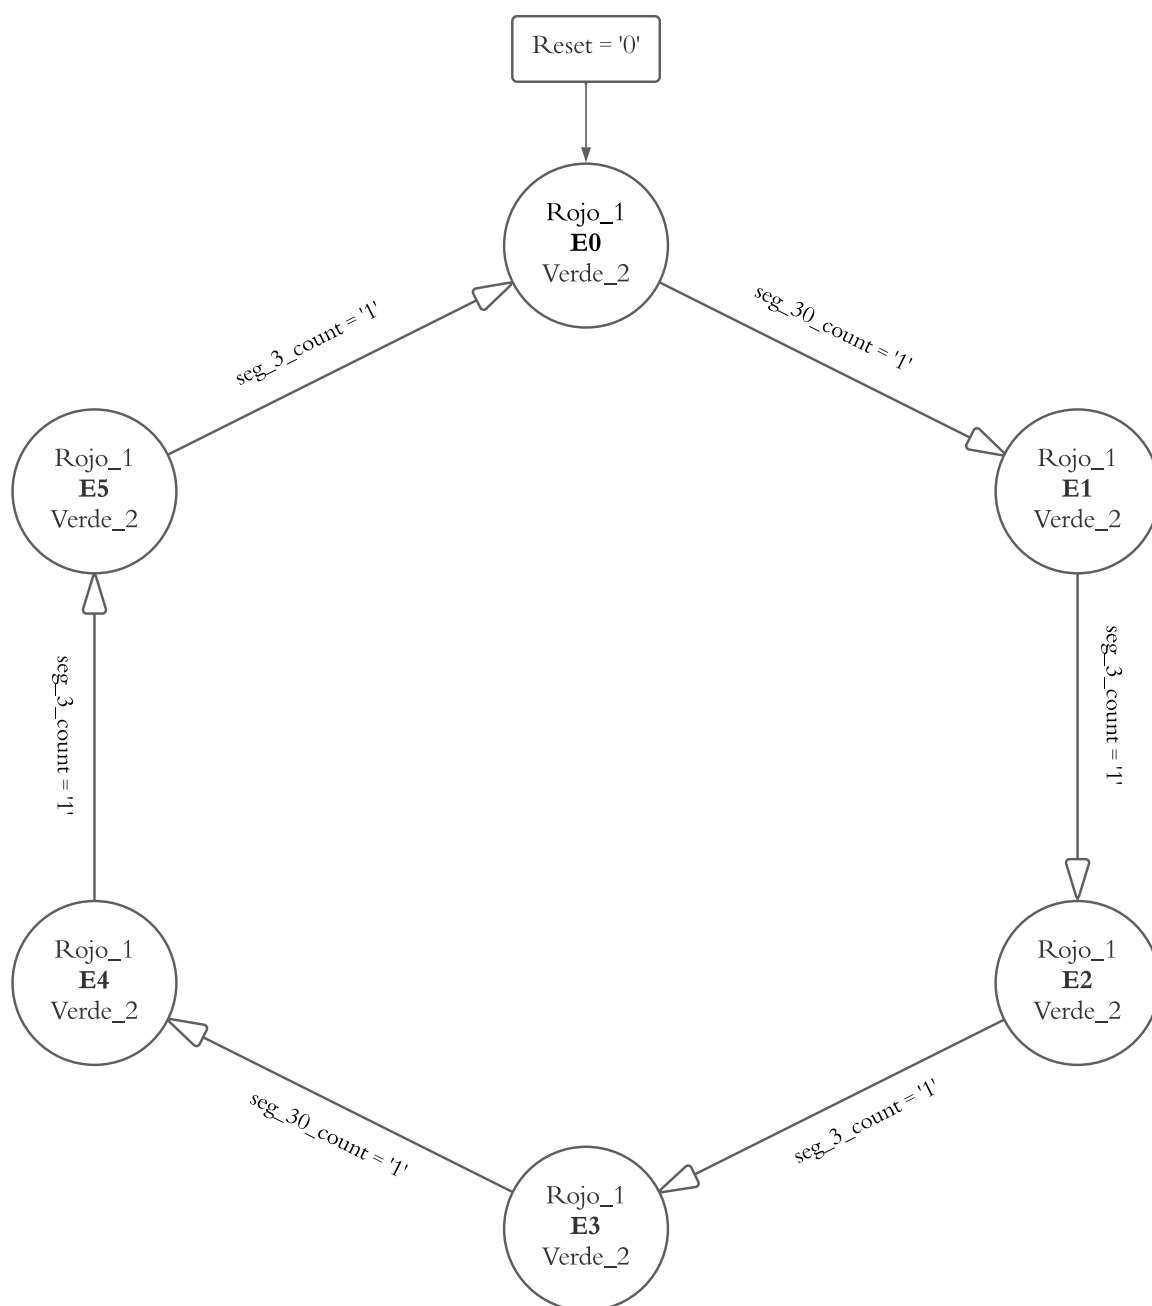 Reset = '0'
Rojo_1
E0
Verde_2
seg_30_count = '1'
Rojo_1
E1
Verde_2
seg_3_count = '1'
Rojo_1
E2
Verde_2
seg_3_count = '1'
Rojo_1
E3
Verde_2
seg_30_count = '1'
Rojo_1
E4
Verde_2
seg_3_count = '1'
Rojo_1
E5
Verde_2
seg_3_count = '1'